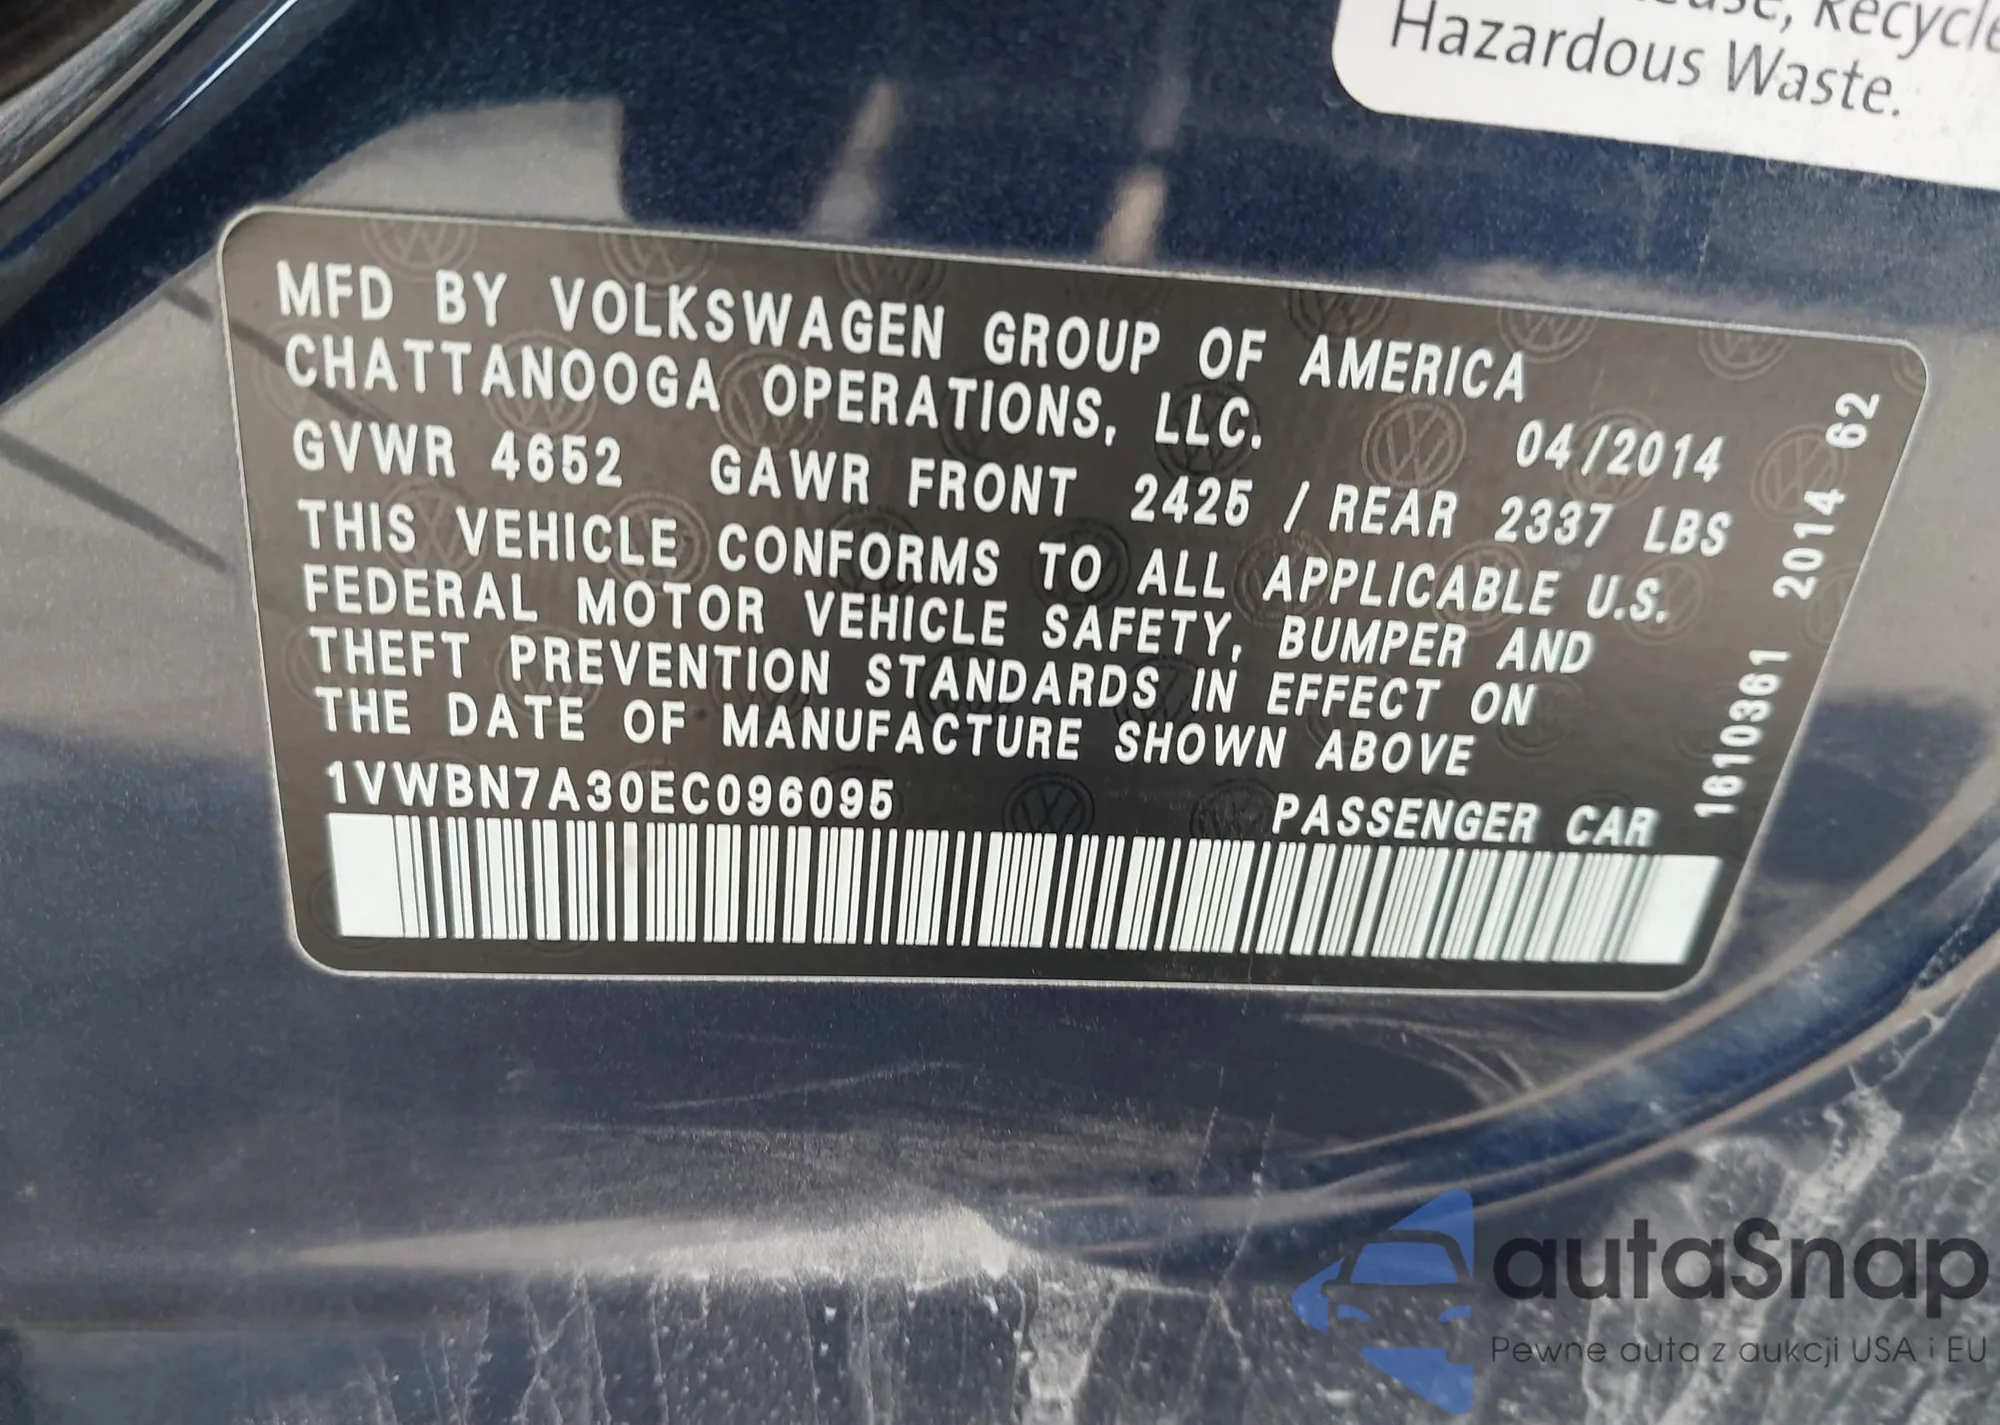 Recycle
Hazardous Waste.
MFD BY VOLKSWAGEN GROUP OF AMERICA
CHATTANOOGA OPERATIONS, LLC.
04/2014
GVWR 4652 GAWR FRONT 2425 / REAR 2337 LBS
THIS VEHICLE CONFORMS TO ALL APPLICABLE U.S.
FEDERAL MOTOR VEHICLE SAFETY, BUMPER AND
THEFT PREVENTION STANDARDS IN EFFECT ON
THE DATE OF MANUFACTURE SHOWN ABOVE
1VWBN7A30EC096095 PASSENGER CAR
1610361 2014 62
autaSnap
Pewne auta z aukcji USA i EU